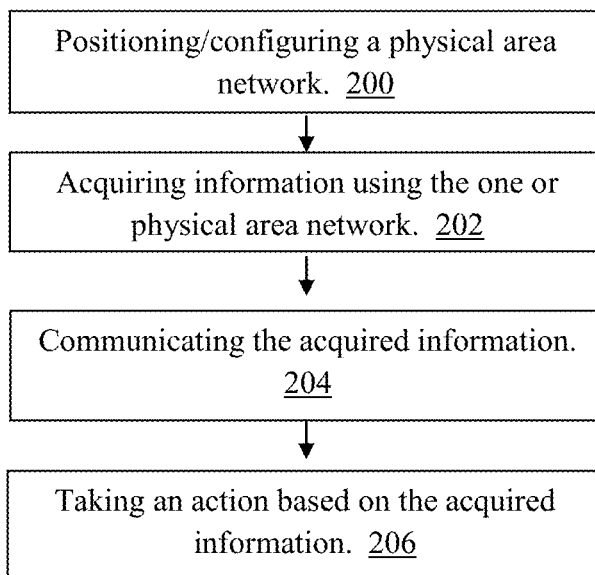 Positioning/configuring a physical area
network. 200
Acquiring information using the one or
physical area network. 202
Communicating the acquired information.
204
Taking an action based on the acquired
information. 206